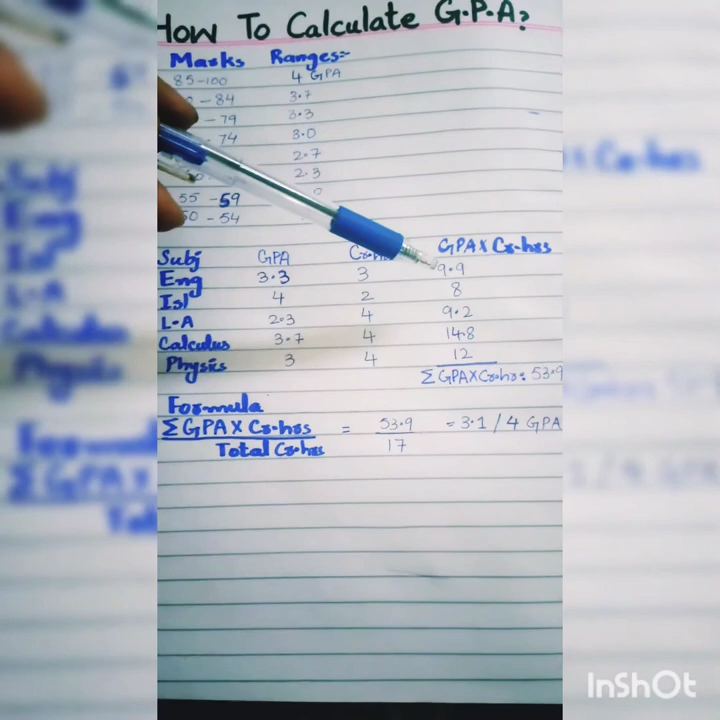 How To Calculate G.P.A?
Marks Ranges:-
85-100 4 GPA
- 84 3.7
- 79 3.3
- 74 3.0
2.7
2.3
55 - 59
50 - 54
Subj GPA GPA X Cr.hrs
Eng 3.3 3 9.9
Isl 4 2 8
L.A 2.3 4 9.2
Calculus 3.7 4 14.8
Physics 3 4 12
ΣGPAXCr.hr: 53.9
Formula
ΣGPA X Cr.hrs = 53.9 = 3.1 / 4 GPA
Total Cr.hrs 17
InShOt